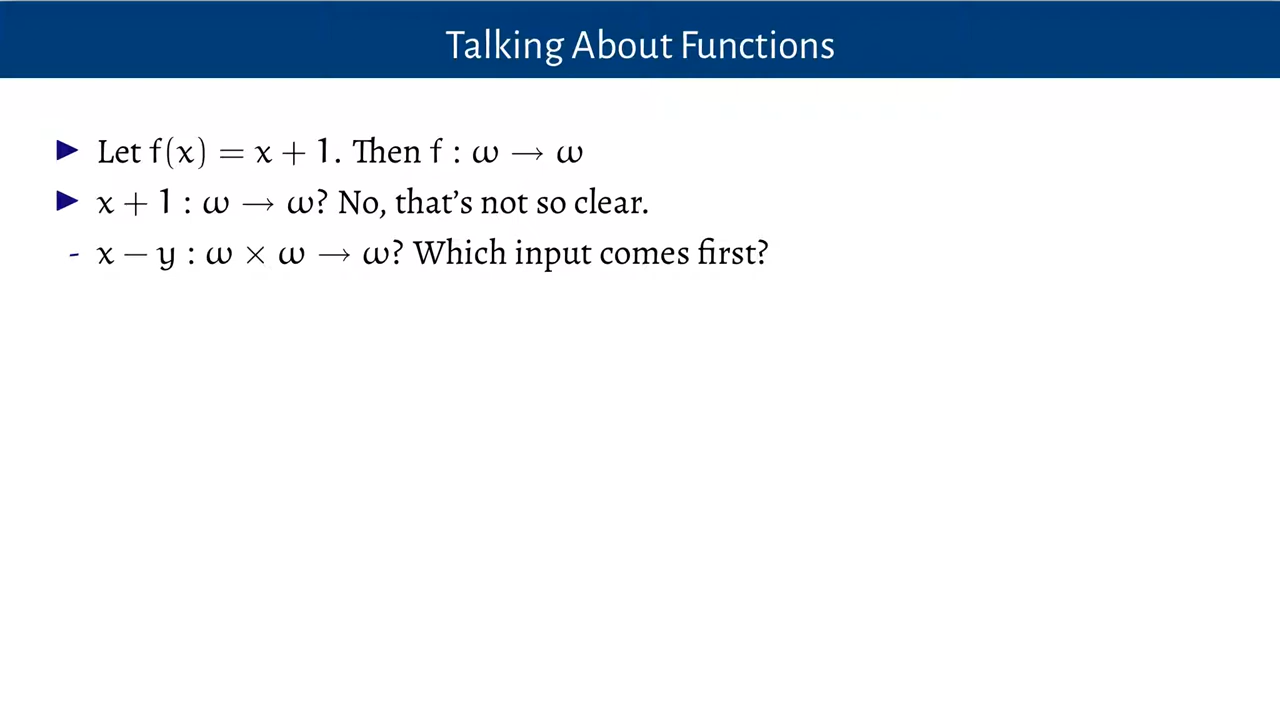 Talking About Functions
▶ Let f(x) = x + 1. Then f : ω → ω
▶ x + 1 : ω → ω? No, that's not so clear.
- x − y : ω × ω → ω? Which input comes first?